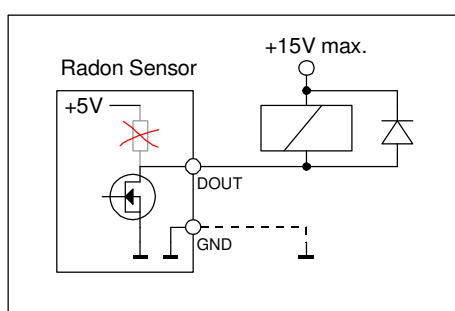 +15V max.
Radon Sensor
+5V
DOUT
GND